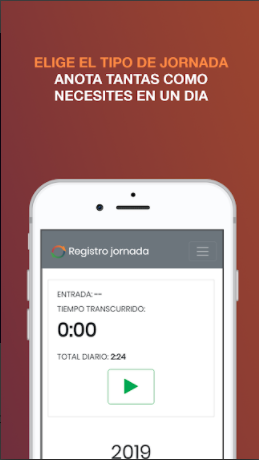 ELIGE EL TIPO DE JORNADA
ANOTA TANTAS COMO
NECESITES EN UN DIA
Registro jornada
ENTRADA: --
TIEMPO TRANSCURRIDO:
0:00
TOTAL DIARIO: 2:24
2019